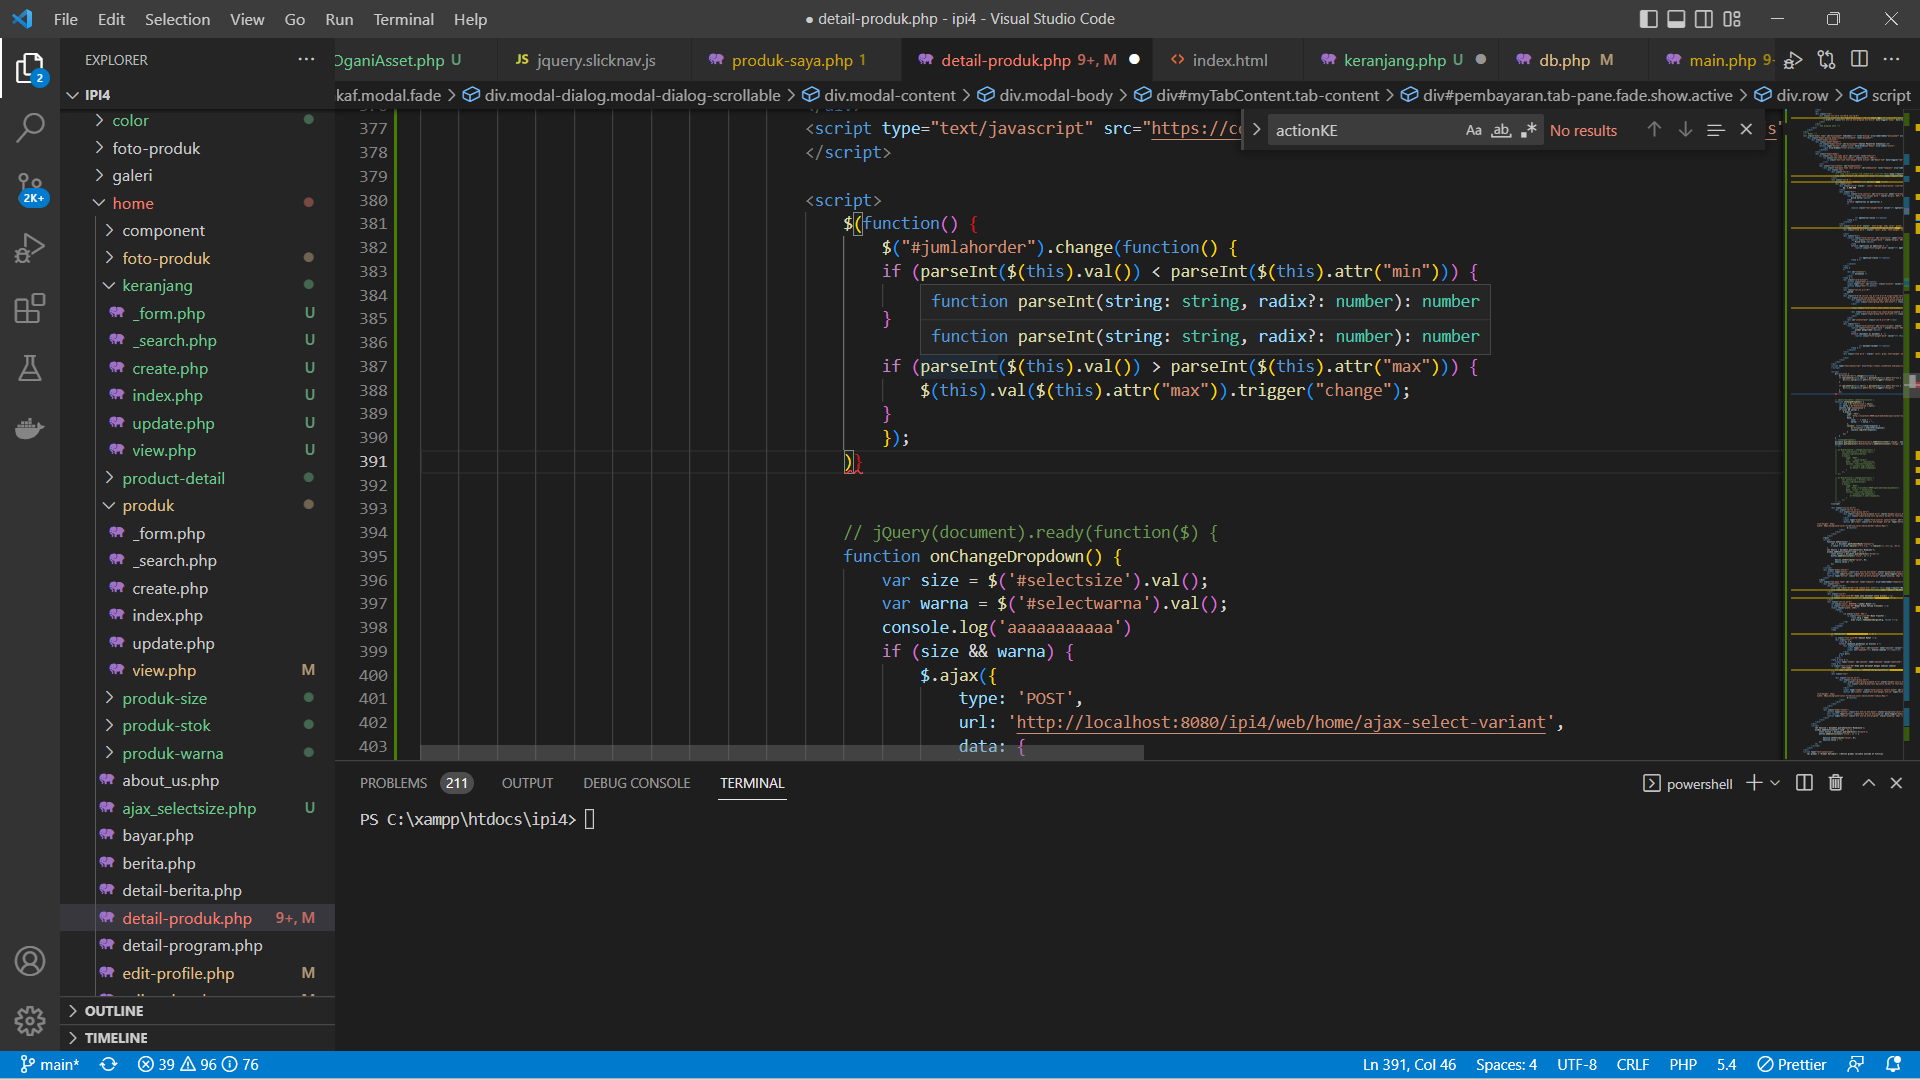 File Edit Selection View Go Run Terminal Help
● detail-produk.php - ipi4 - Visual Studio Code
EXPLORER
OganiAsset.php U
JS jquery.slicknav.js
produk-saya.php 1
detail-produk.php 9+, M
index.html
keranjang.php U
db.php M
main.php 9-
kaf.modal.fade > div.modal-dialog.modal-dialog-scrollable > div.modal-content > div.modal-body > div#myTabContent.tab-content > div#pembayaran.tab-pane.fade.show.active > div.row > script
actionKE
Aa ab .*
No results
2
2K+
IPI4
color
foto-produk
galeri
home
component
foto-produk
keranjang
_form.php U
_search.php U
create.php U
index.php U
update.php U
view.php U
product-detail
produk
_form.php
_search.php
create.php
index.php
update.php
view.php M
produk-size
produk-stok
produk-warna
about_us.php
ajax_selectsize.php U
bayar.php
berita.php
detail-berita.php
detail-produk.php 9+, M
detail-program.php
edit-profile.php M
OUTLINE
TIMELINE
377 <script type="text/javascript" src="https://c
378 </script>
379
380 <script>
381 $(function() {
382 $("#jumlahorder").change(function() {
383 if (parseInt($(this).val()) < parseInt($(this).attr("min"))) {
384
function parseInt(string: string, radix?: number): number
385 }
function parseInt(string: string, radix?: number): number
386
387 if (parseInt($(this).val()) > parseInt($(this).attr("max"))) {
388 $(this).val($(this).attr("max")).trigger("change");
389 }
390 });
391 )}
392
393
394 // jQuery(document).ready(function($) {
395 function onChangeDropdown() {
396 var size = $('#selectsize').val();
397 var warna = $('#selectwarna').val();
398 console.log('aaaaaaaaaaa')
399 if (size && warna) {
400 $.ajax({
401 type: 'POST',
402 url: 'http://localhost:8080/ipi4/web/home/ajax-select-variant',
403 data: {
PROBLEMS 211 OUTPUT DEBUG CONSOLE TERMINAL
powershell
PS C:\xampp\htdocs\ipi4>
main* 39 96 76
Ln 391, Col 46 Spaces: 4 UTF-8 CRLF PHP 5.4 Prettier